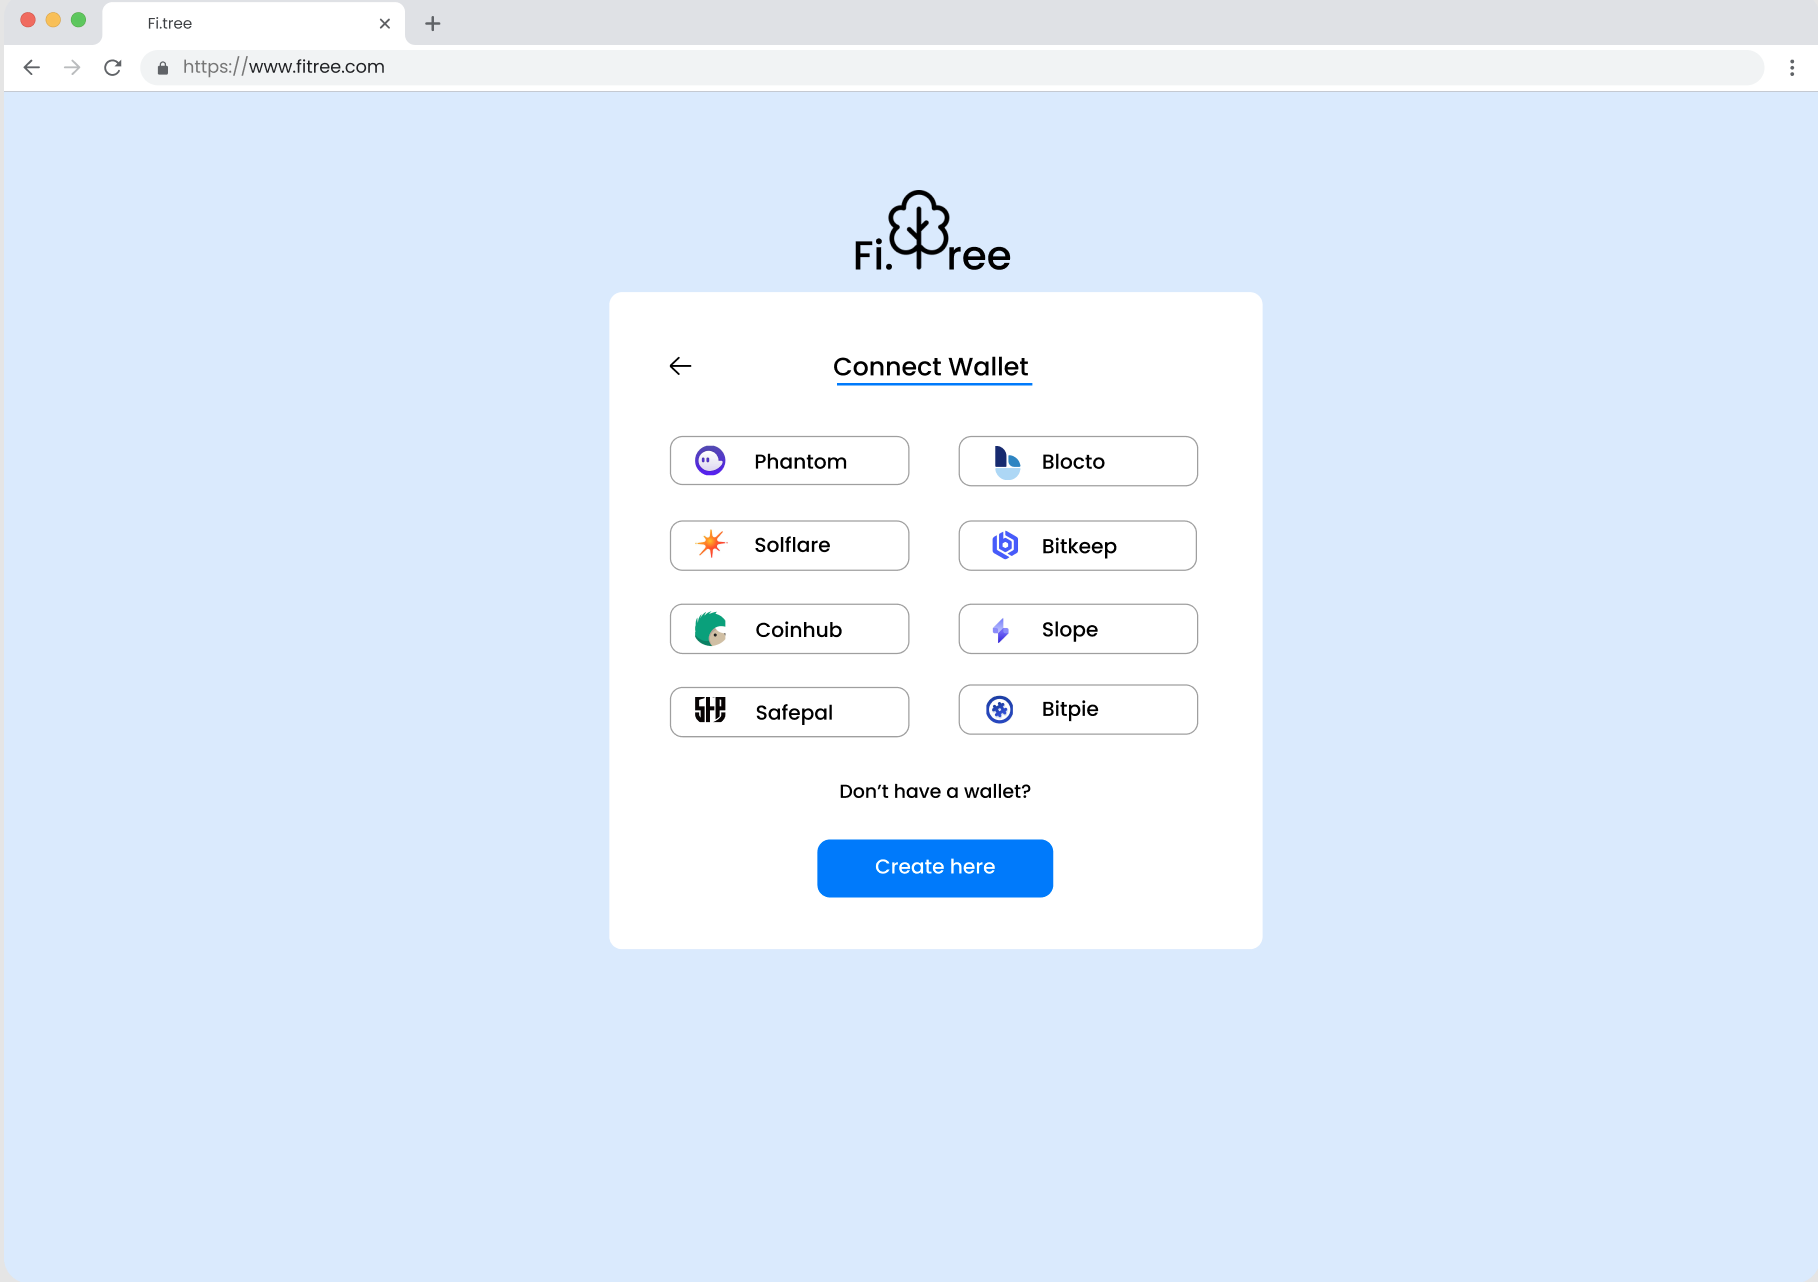 Fi.tree
https://www.fitree.com
Fi.tree
Connect Wallet
Phantom
Blocto
Solflare
Bitkeep
Coinhub
Slope
Safepal
Bitpie
Don’t have a wallet?
Create here